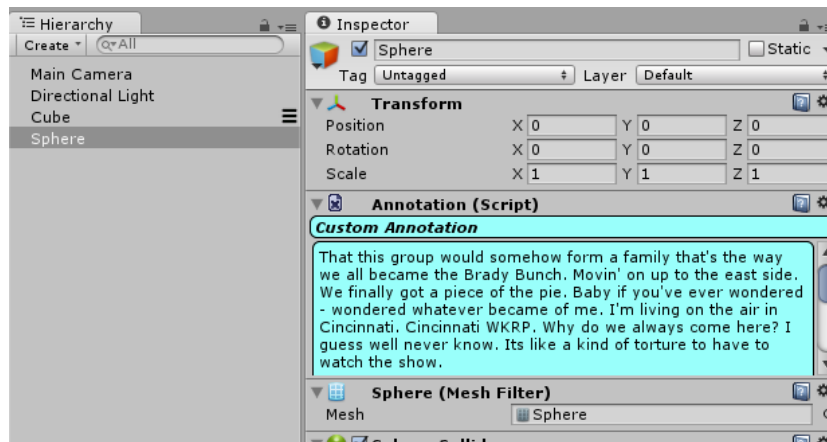 Hierarchy
Create All
Main Camera
Directional Light
Cube
Sphere
Inspector
Sphere Static
Tag Untagged Layer Default
Transform
Position X 0 Y 0 Z 0
Rotation X 0 Y 0 Z 0
Scale X 1 Y 1 Z 1
Annotation (Script)
Custom Annotation
That this group would somehow form a family that's the way
we all became the Brady Bunch. Movin' on up to the east side.
We finally got a piece of the pie. Baby if you've ever wondered
- wondered whatever became of me. I'm living on the air in
Cincinnati. Cincinnati WKRP. Why do we always come here? I
guess well never know. Its like a kind of torture to have to
watch the show.
Sphere (Mesh Filter)
Mesh Sphere